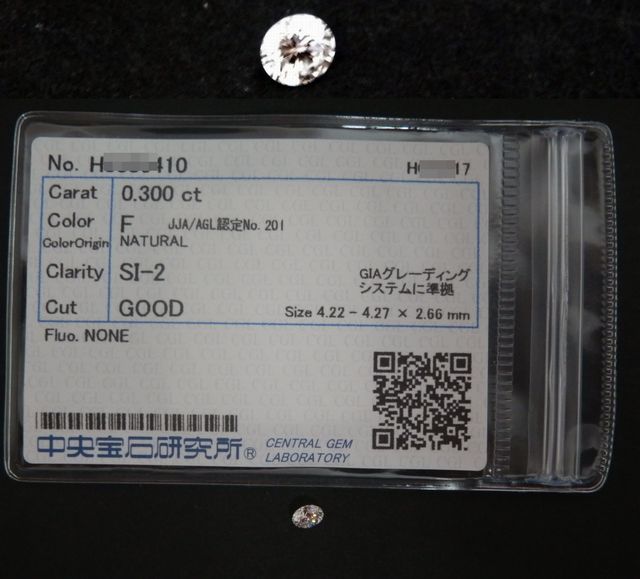 No. H 410
H 17
Carat 0.300 ct
Color F JJA/AGL認定No.201
ColorOrigin NATURAL
Clarity SI-2
GIAグレーディング
システムに準拠
Cut GOOD Size 4.22 - 4.27 × 2.66 mm
Fluo. NONE
中央宝石研究所® CENTRAL GEM
LABORATORY